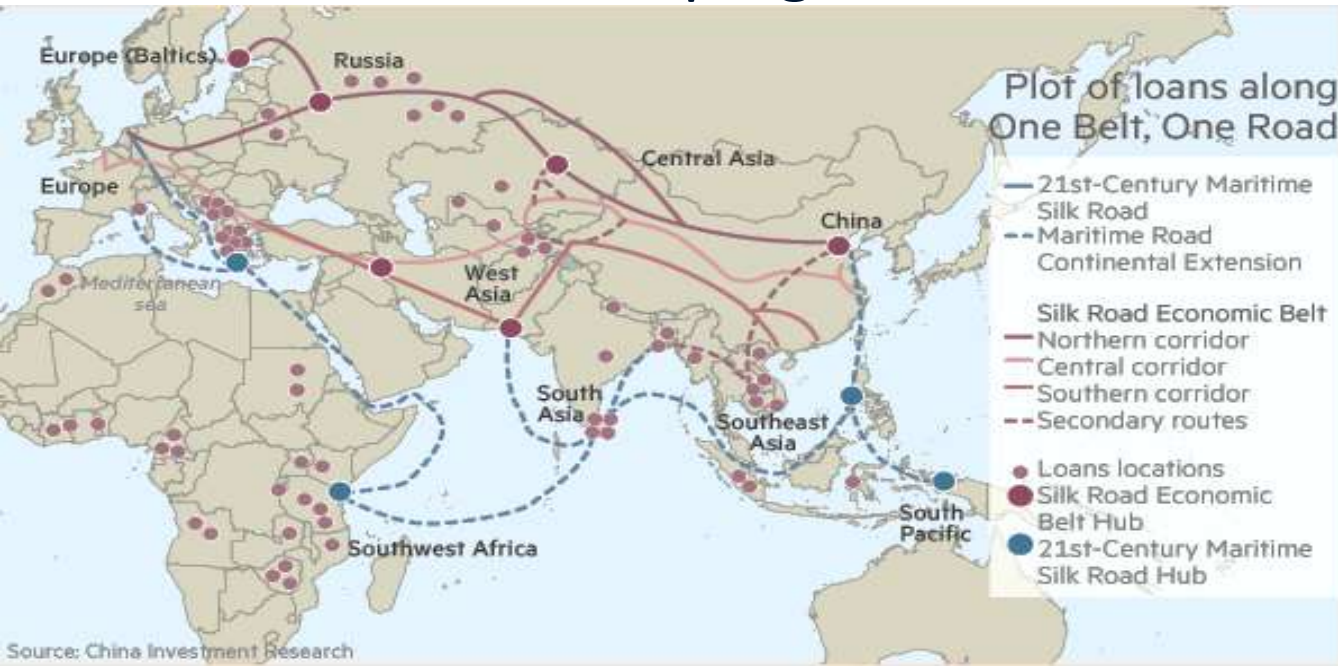 Europe (Baltics)
Russia
Plot of loans along
One Belt, One Road
Central Asia
Europe
21st-Century Maritime
Silk Road
China
Maritime Road
Continental Extension
Mediterranean
sea
West
Asia
Silk Road Economic Belt
Northern corridor
Central corridor
Southern corridor
Secondary routes
South
Asia
Southeast
Asia
Loans locations
Silk Road Economic
Belt Hub
South
Pacific
21st-Century Maritime
Silk Road Hub
Southwest Africa
Source: China Investment Research